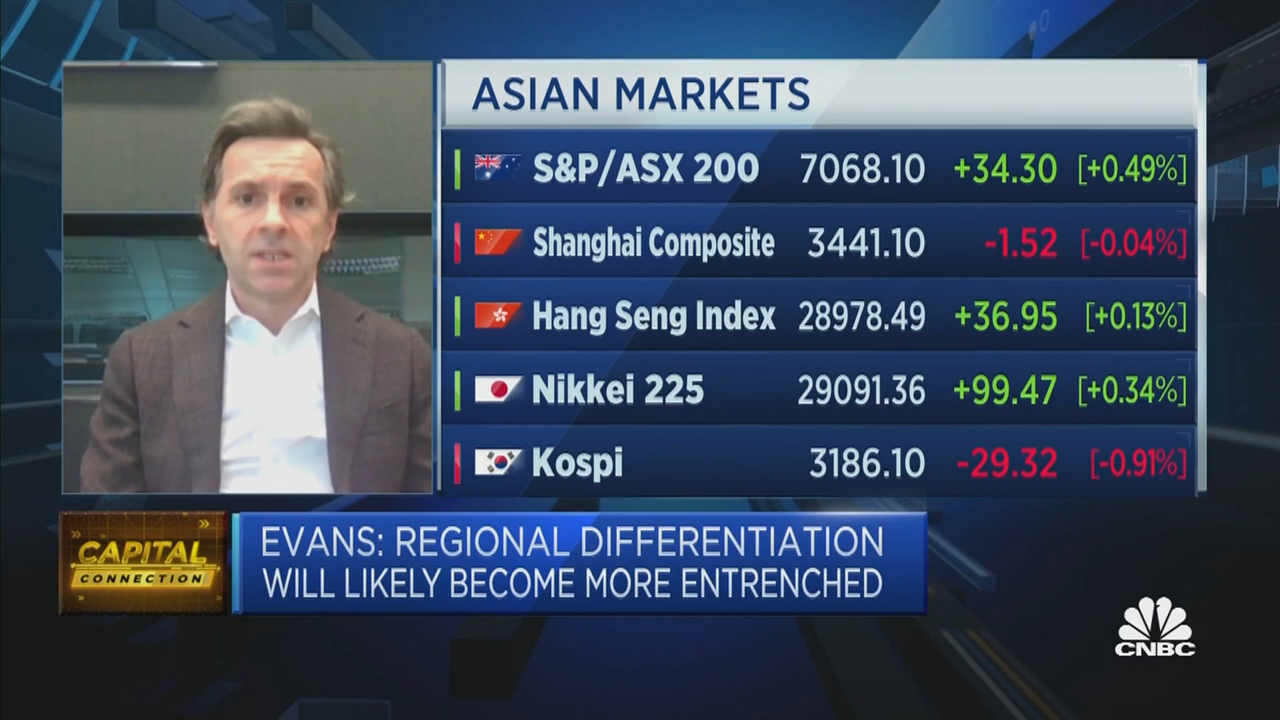 ASIAN MARKETS
S&P/ASX 200 7068.10 +34.30 [+0.49%]
Shanghai Composite 3441.10 -1.52 [-0.04%]
Hang Seng Index 28978.49 +36.95 [+0.13%]
Nikkei 225 29091.36 +99.47 [+0.34%]
Kospi 3186.10 -29.32 [-0.91%]
CAPITAL
CONNECTION
EVANS: REGIONAL DIFFERENTIATION
WILL LIKELY BECOME MORE ENTRENCHED
CNBC